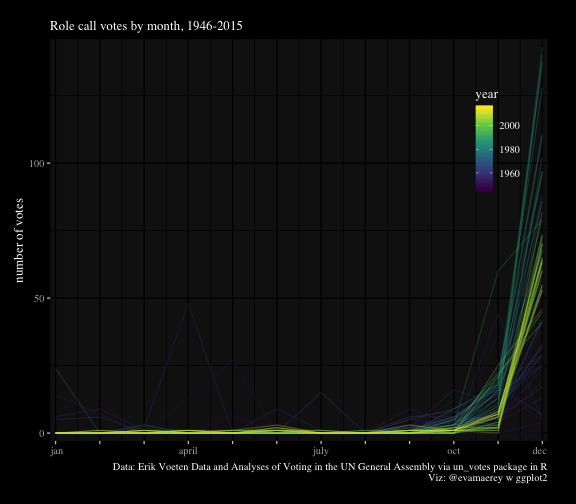 Role call votes by month, 1946-2015
number of votes
100
50
0
year
2000
1980
1960
jan
april
july
oct
dec
Data: Erik Voeten Data and Analyses of Voting in the UN General Assembly via un_votes package in R
Viz: @evamaerey w ggplot2